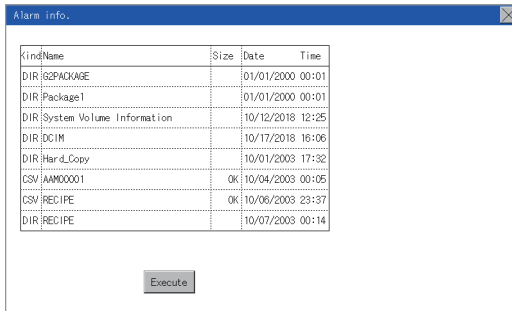 Alarm info.
Kind Name Size Date Time
DIR G2PACKAGE 01/01/2000 00:01
DIR Package1 01/01/2000 00:01
DIR System Volume Information 10/12/2018 12:25
DIR DCIM 10/17/2018 16:06
DIR Hard_Copy 10/01/2003 17:32
CSV AAM00001 0K 10/04/2003 00:05
CSV RECIPE 0K 10/06/2003 23:37
DIR RECIPE 10/07/2003 00:14
Execute